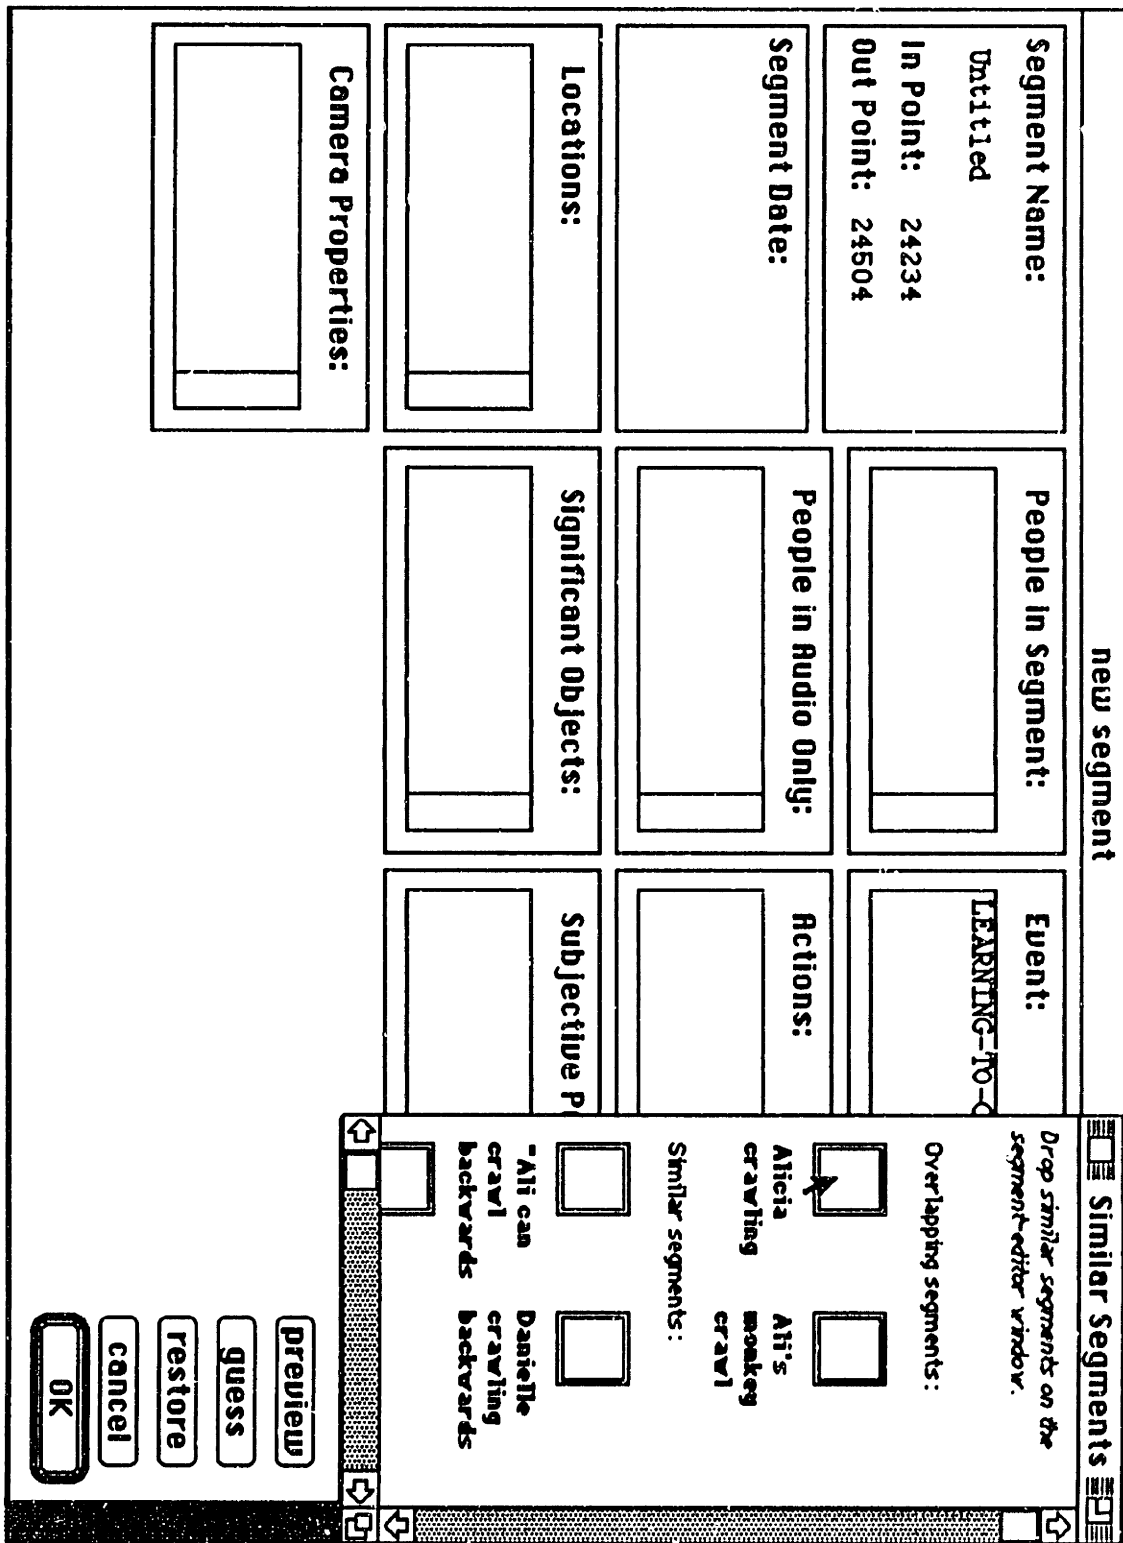 new segment
Segment Name:
Untitled
In Point: 24234
Out Point: 24504
People in Segment:
Event:
LEARNING-TO-C
Segment Date:
People in Audio Only:
Actions:
Locations:
Significant Objects:
Subjective P
Camera Properties:
Similar Segments
Drop similar segments on the
segment-editor window.
Overlapping segments:
Alicia
crawling
Ali's
monkey
crawl
Similar segments:
"Ali can
crawl
backwards
Danielle
crawling
backwards
preview
guess
restore
cancel
OK